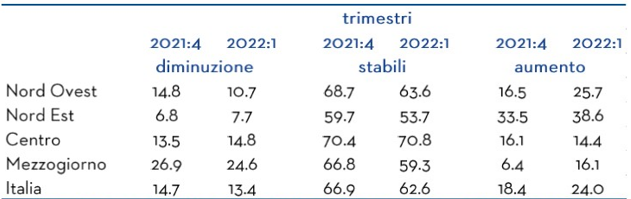 trimestri
2021:4 2022:1 2021:4 2022:1 2021:4 2022:1
diminuzione stabili aumento
Nord Ovest 14.8 10.7 68.7 63.6 16.5 25.7
Nord Est 6.8 7.7 59.7 53.7 33.5 38.6
Centro 13.5 14.8 70.4 70.8 16.1 14.4
Mezzogiorno 26.9 24.6 66.8 59.3 6.4 16.1
Italia 14.7 13.4 66.9 62.6 18.4 24.0